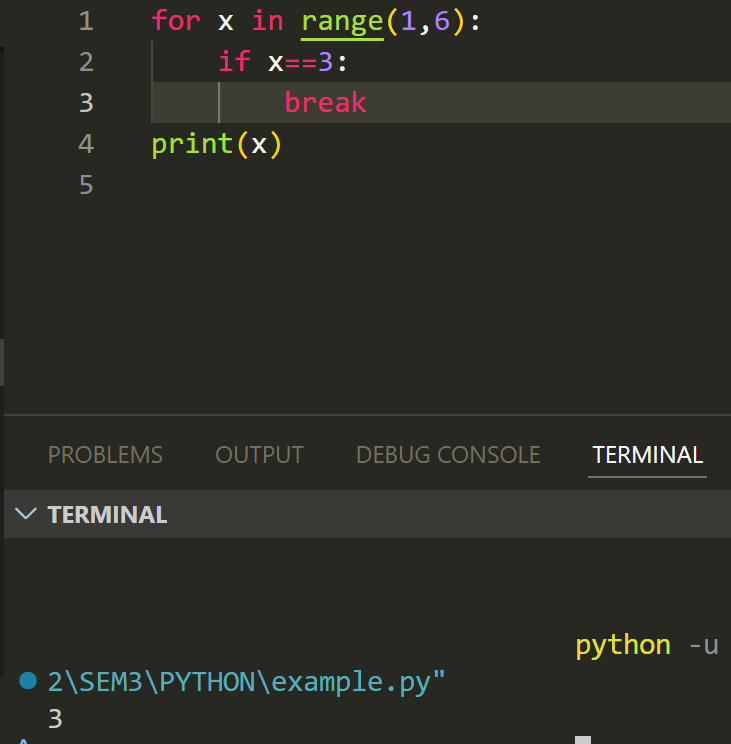 1 for x in range(1,6):
2     if x==3:
3         break
4 print(x)
5
PROBLEMS OUTPUT DEBUG CONSOLE TERMINAL
TERMINAL
python -u
2\SEM3\PYTHON\example.py"
3